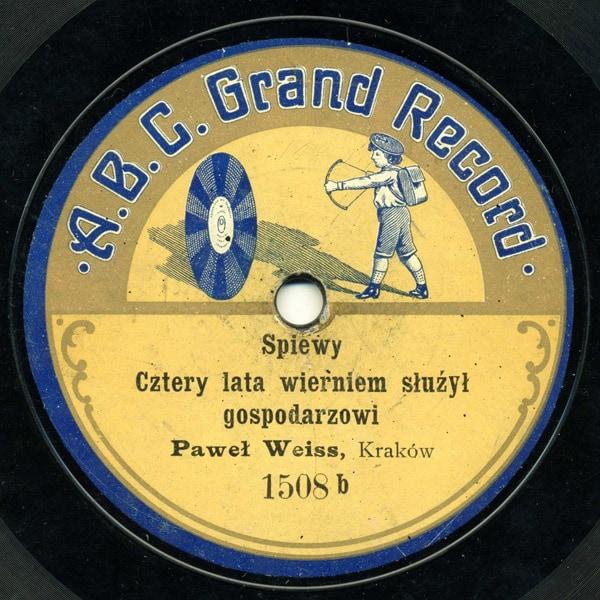 A.B.C. Grand Record
Spiewy
Cztery lata wierniem służył
gospodarzowi
Paweł Weiss, Kraków
1508 b